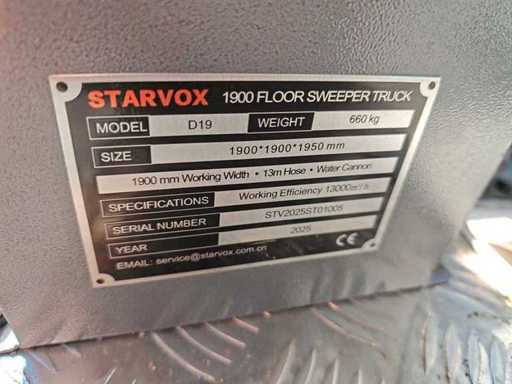 STARVOX 1900 FLOOR SWEEPER TRUCK
MODEL D19 WEIGHT 660 kg
SIZE 1900*1900*1950 mm
1900 mm Working Width • 13m Hose • Water Cannon
SPECIFICATIONS Working Efficiency 13000m²/h
SERIAL NUMBER STV2025ST01005
YEAR 2025
EMAIL: service@starvox.com.cn CE